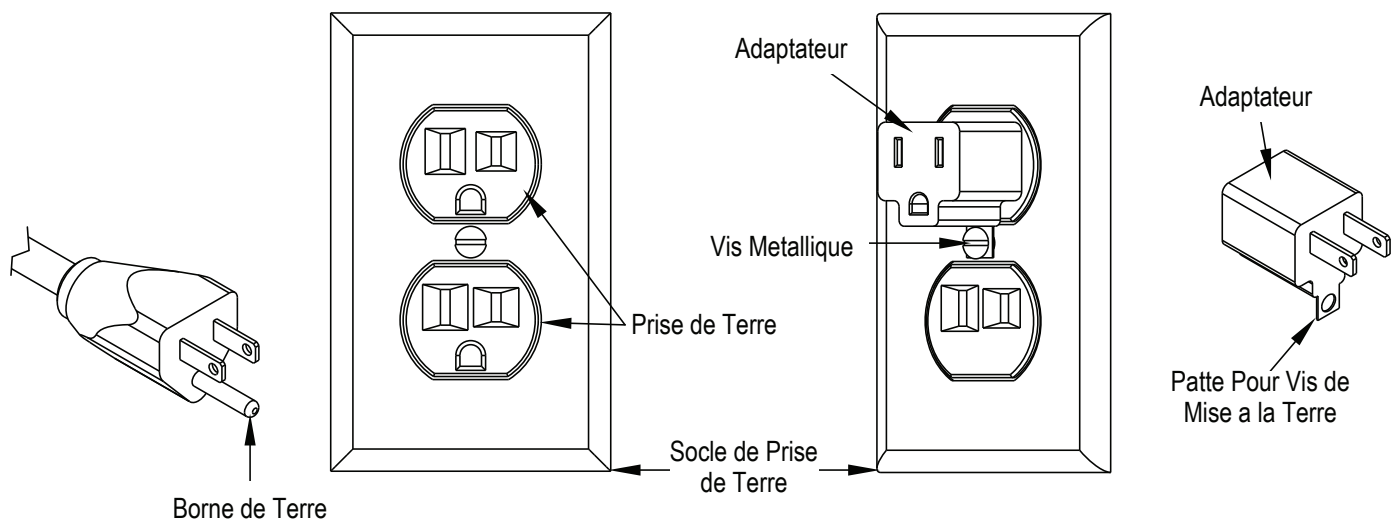 Adaptateur
Adaptateur
Vis Metallique
Prise de Terre
Patte Pour Vis de
Mise a la Terre
Socle de Prise
de Terre
Borne de Terre